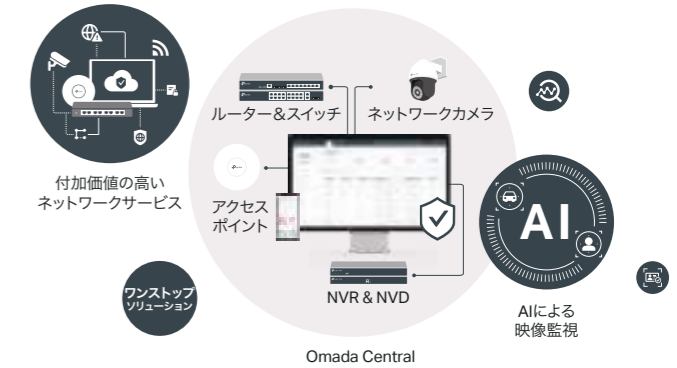 付加価値の高い
ネットワークサービス
ワンストップ
ソリューション
ルーター＆スイッチ
ネットワークカメラ
アクセス
ポイント
NVR & NVD
Omada Central
AI
AIによる
映像監視